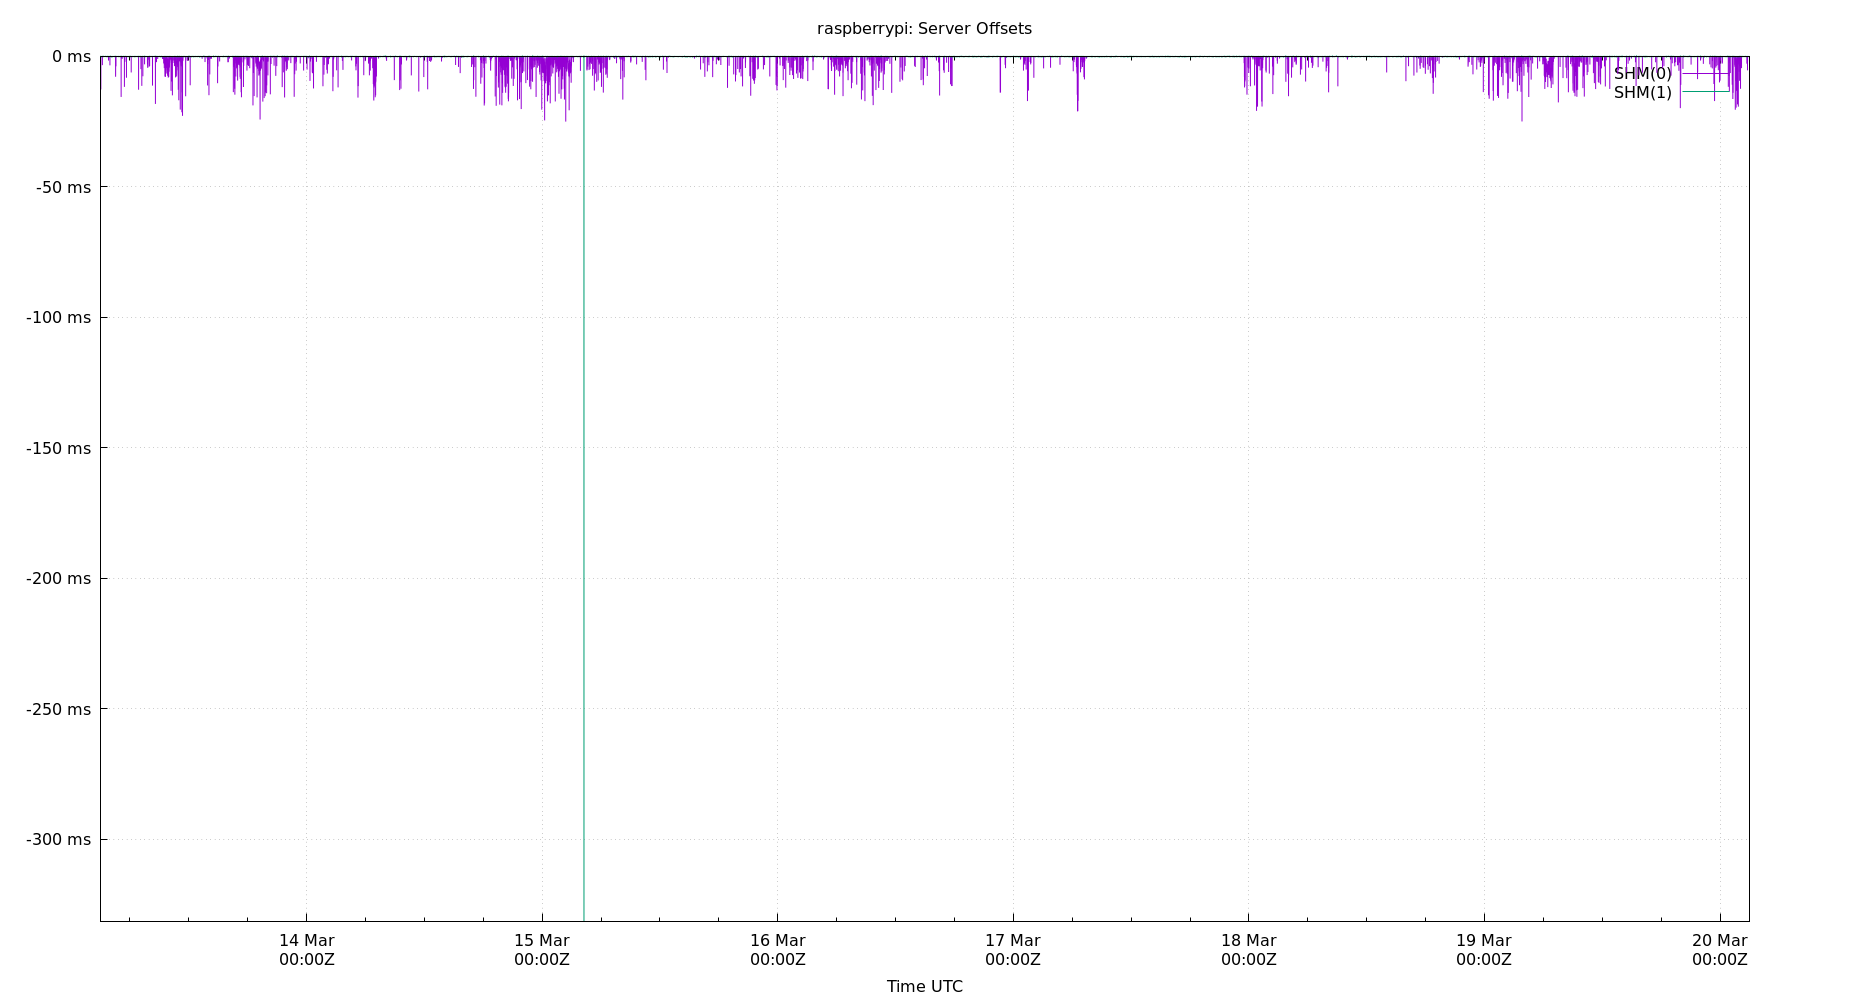 raspberrypi: Server Offsets
0 ms
SHM(0)
SHM(1)
-50 ms
-100 ms
-150 ms
-200 ms
-250 ms
-300 ms
14 Mar
00:00Z
15 Mar
00:00Z
16 Mar
00:00Z
17 Mar
00:00Z
18 Mar
00:00Z
19 Mar
00:00Z
20 Mar
00:00Z
Time UTC